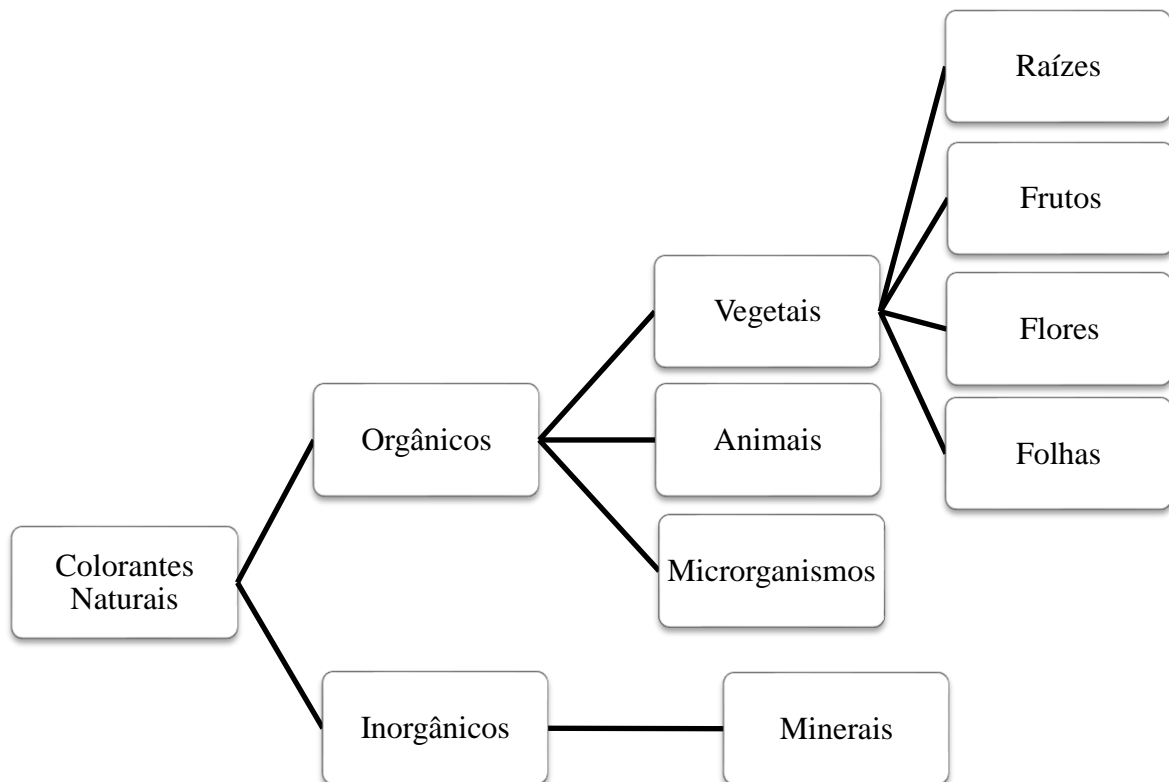 Raízes
Frutos
Vegetais
Flores
Orgânicos
Animais
Folhas
Colorantes
Naturais
Microrganismos
Inorgânicos
Minerais